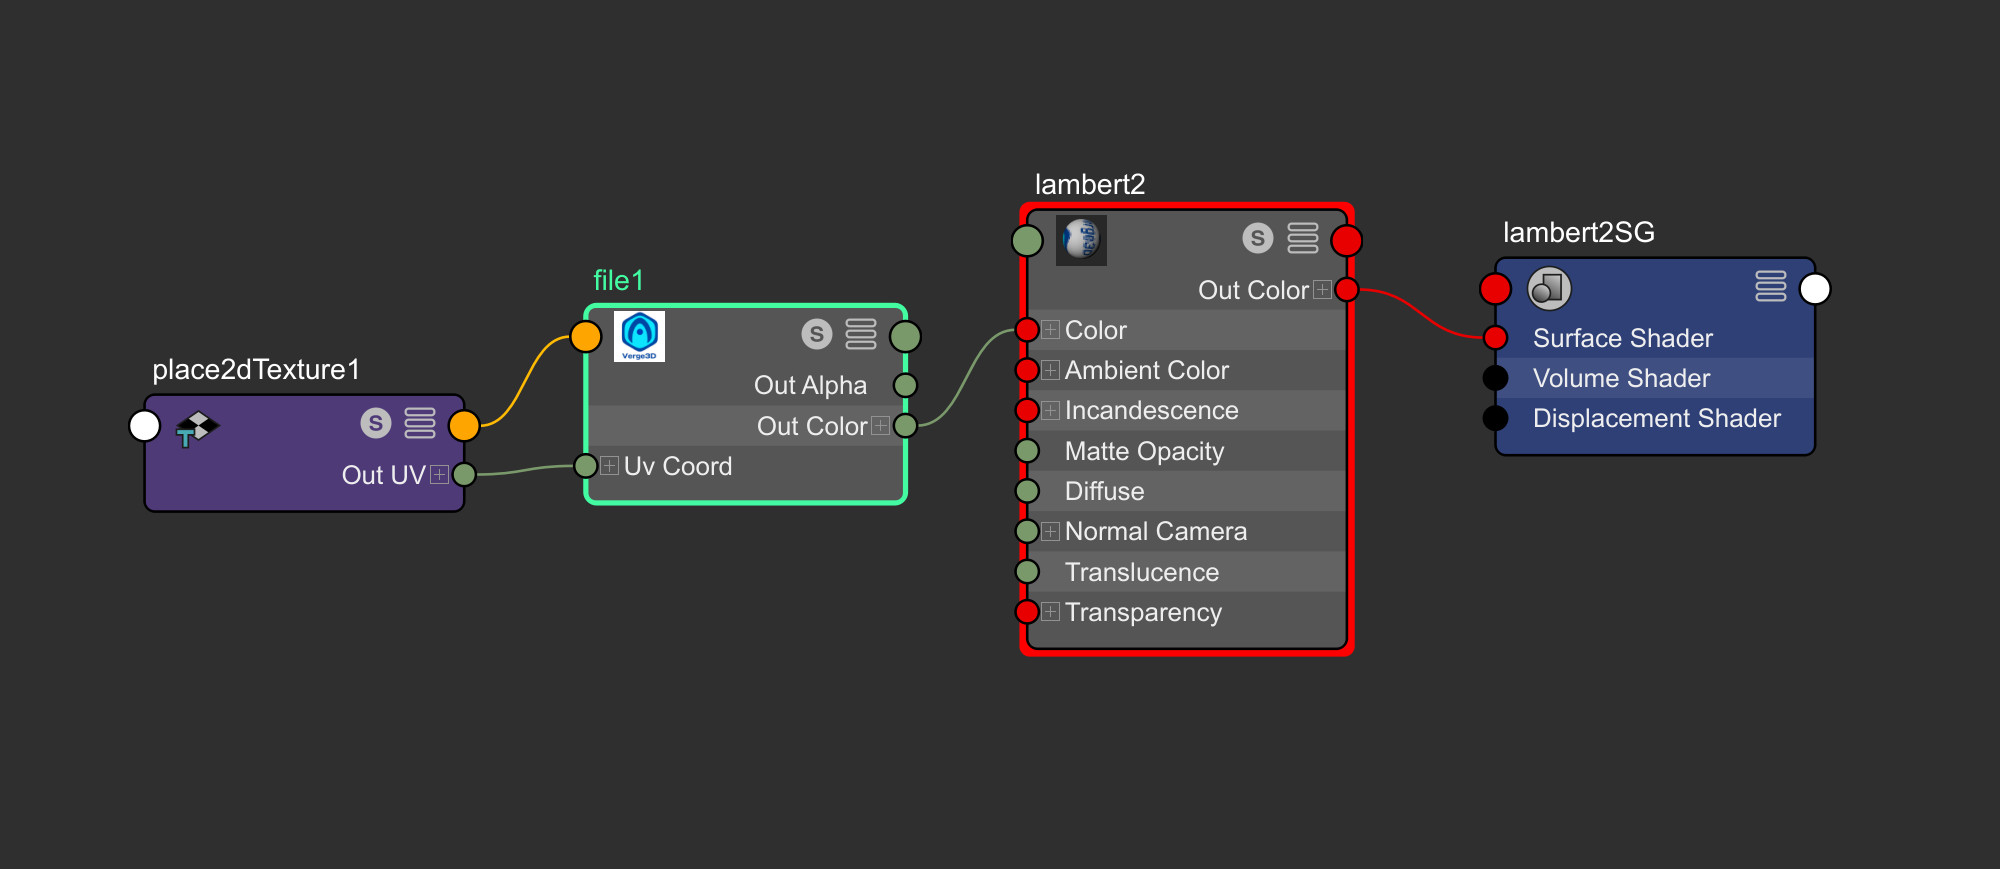 place2dTexture1
S
Out UV
file1
Verge3D
S
Out Alpha
Out Color
Uv Coord
lambert2
rge3D
S
Out Color
Color
Ambient Color
Incandescence
Matte Opacity
Diffuse
Normal Camera
Translucence
Transparency
lambert2SG
Surface Shader
Volume Shader
Displacement Shader